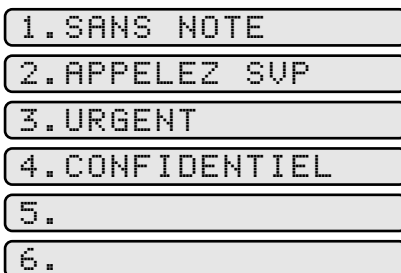 1.SANS NOTE
2.APPELEZ SVP
3.URGENT
4.CONFIDENTIEL
5.
6.